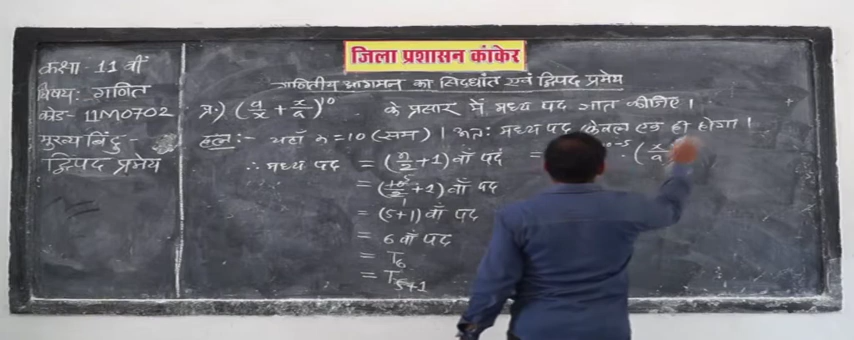 जिला प्रशासन कांकेर
कक्षा - 11 वीं
विषय: गणित
कोड - 11M0702
मुख्य बिंदु -
द्विपद प्रमेय
गणितीय आगमन का सिद्धांत एवं द्विपद प्रमेय
प्र:) (a/x + x/a)^10 के प्रसार में मध्य पद ज्ञात कीजिए।
हल:- यहाँ n = 10 (सम)। अत: मध्य पद केवल एक ही होगा।
∴ मध्य पद = (n/2 + 1) वाँ पद =
= (10/2 + 1) वाँ पद
= (5+1) वाँ पद
= 6 वाँ पद
= T₆
= T₅₊₁